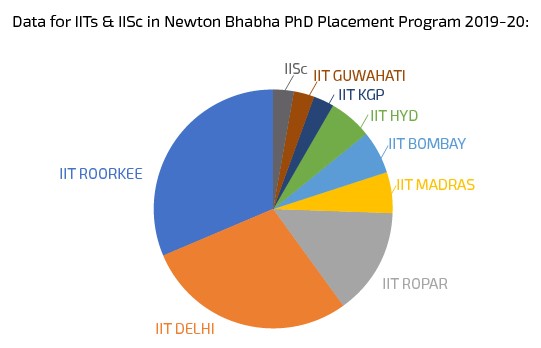 Data for IITs & IISc in Newton Bhabha PhD Placement Program 2019-20:
IISc
IIT GUWAHATI
IIT KGP
IIT HYD
IIT BOMBAY
IIT ROORKEE
IIT MADRAS
IIT ROPAR
IIT DELHI